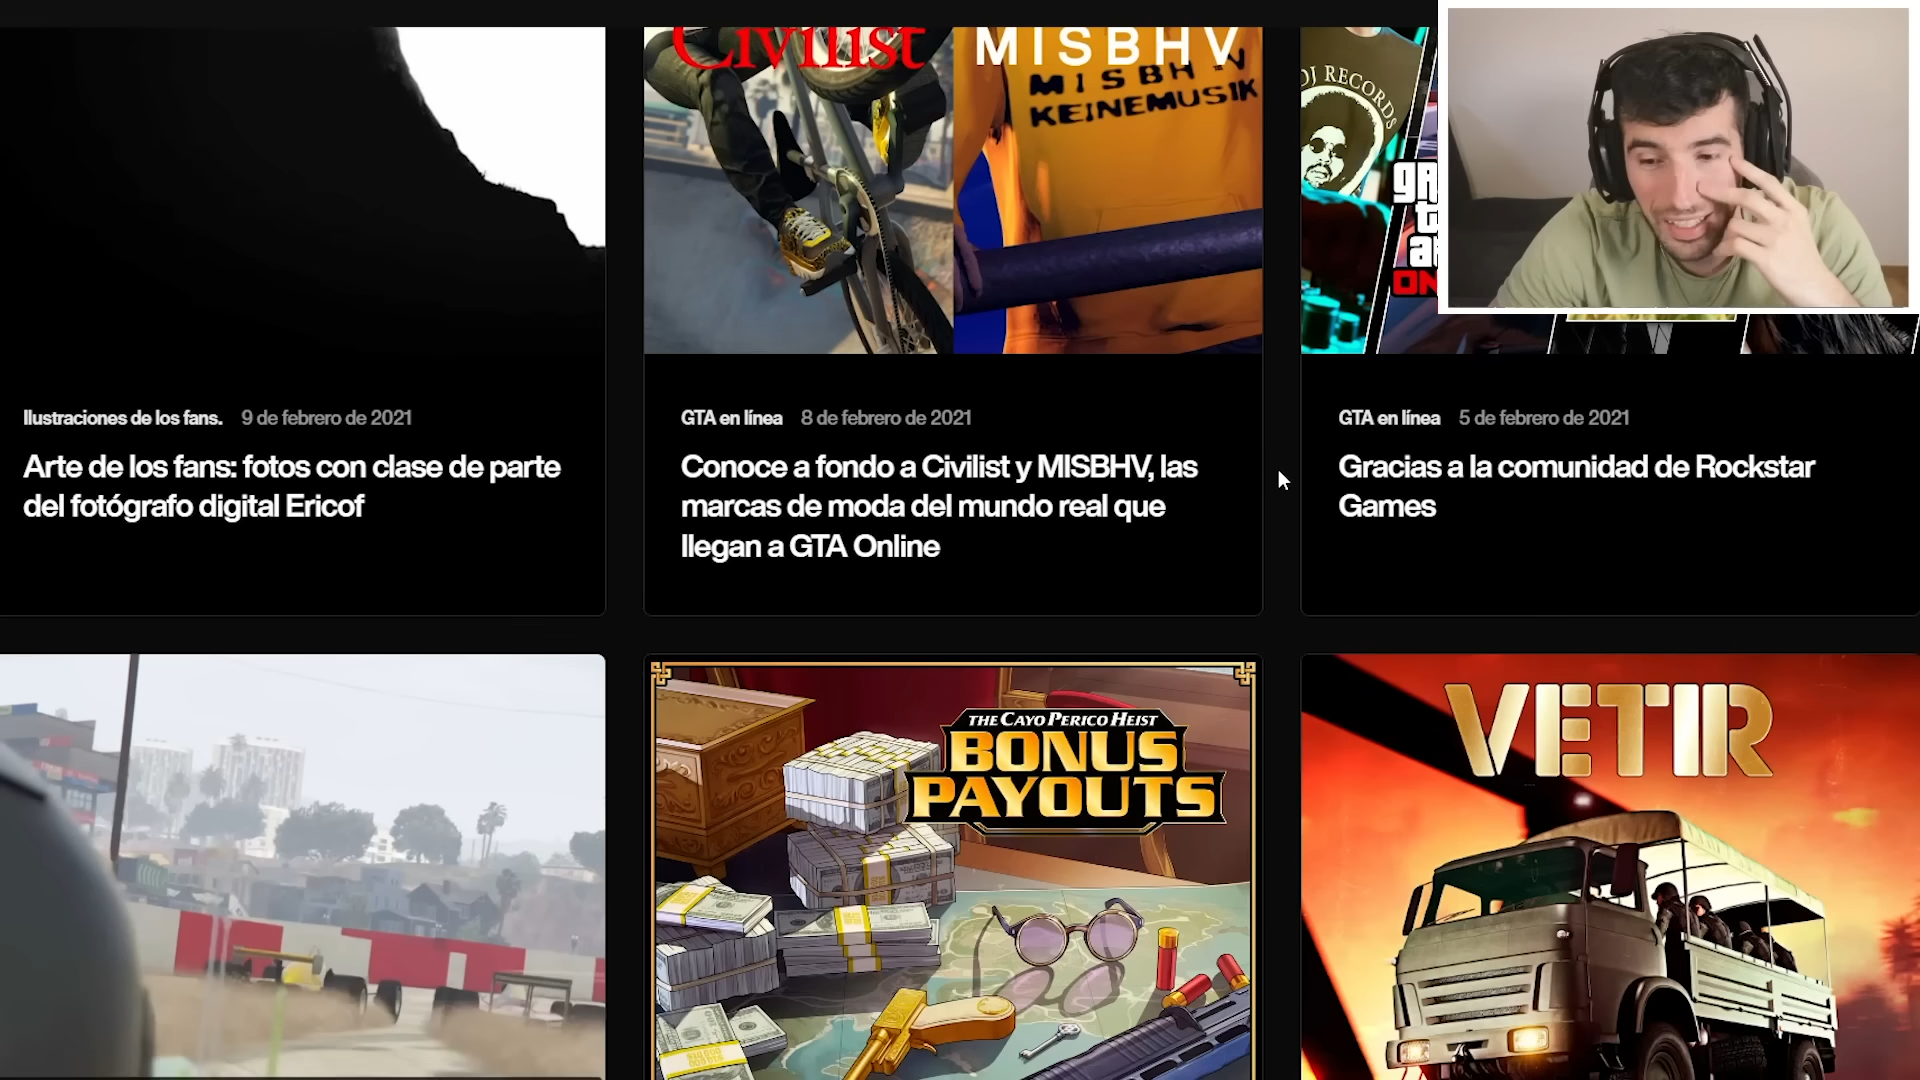 Civilist
MISBHV
MISBHV
KEINEMUSIK
DJ RECORDS
Ilustraciones de los fans. 9 de febrero de 2021
Arte de los fans: fotos con clase de parte
del fotógrafo digital Ericof
GTA en línea 8 de febrero de 2021
Conoce a fondo a Civilist y MISBHV, las
marcas de moda del mundo real que
llegan a GTA Online
GTA en línea 5 de febrero de 2021
Gracias a la comunidad de Rockstar
Games
THE CAYO PERICO HEIST
BONUS
PAYOUTS
VETIR